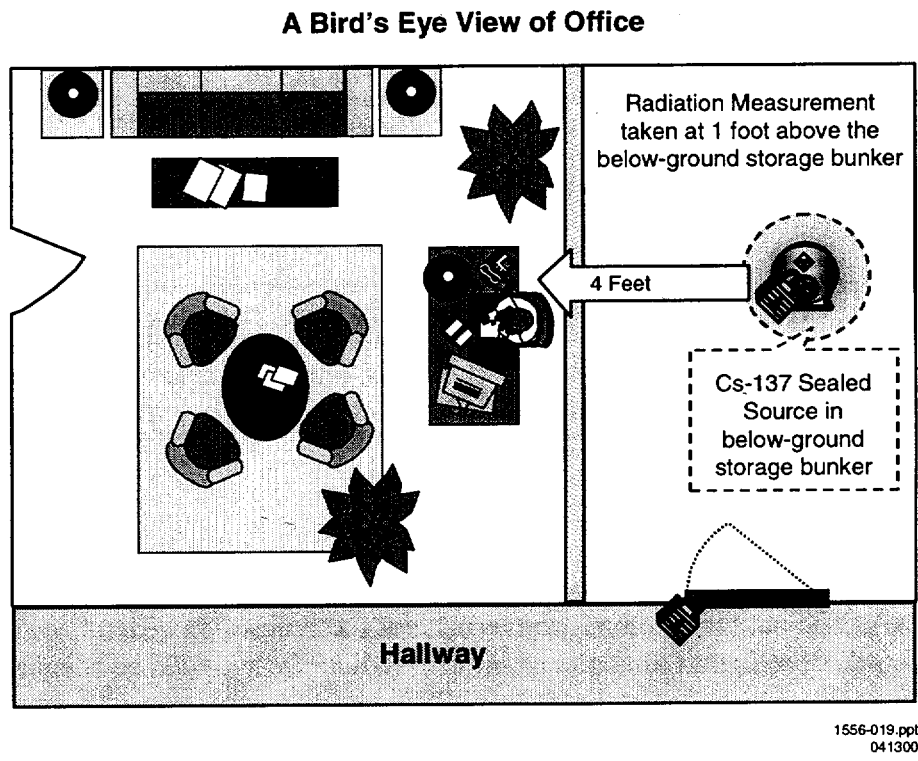 A Bird's Eye View of Office
Radiation Measurement
taken at 1 foot above the
below-ground storage bunker
4 Feet
Cs-137 Sealed
Source in
below-ground
storage bunker
Hallway
1556-019.ppt
041300